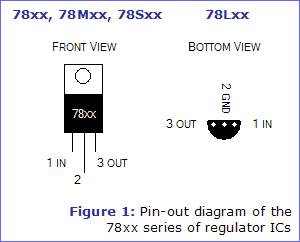 78xx, 78Mxx, 78Sxx 78Lxx
FRONT VIEW BOTTOM VIEW
78xx
2 GND
3 OUT 1 IN
1 IN 3 OUT
2
Figure 1: Pin-out diagram of the
78xx series of regulator ICs